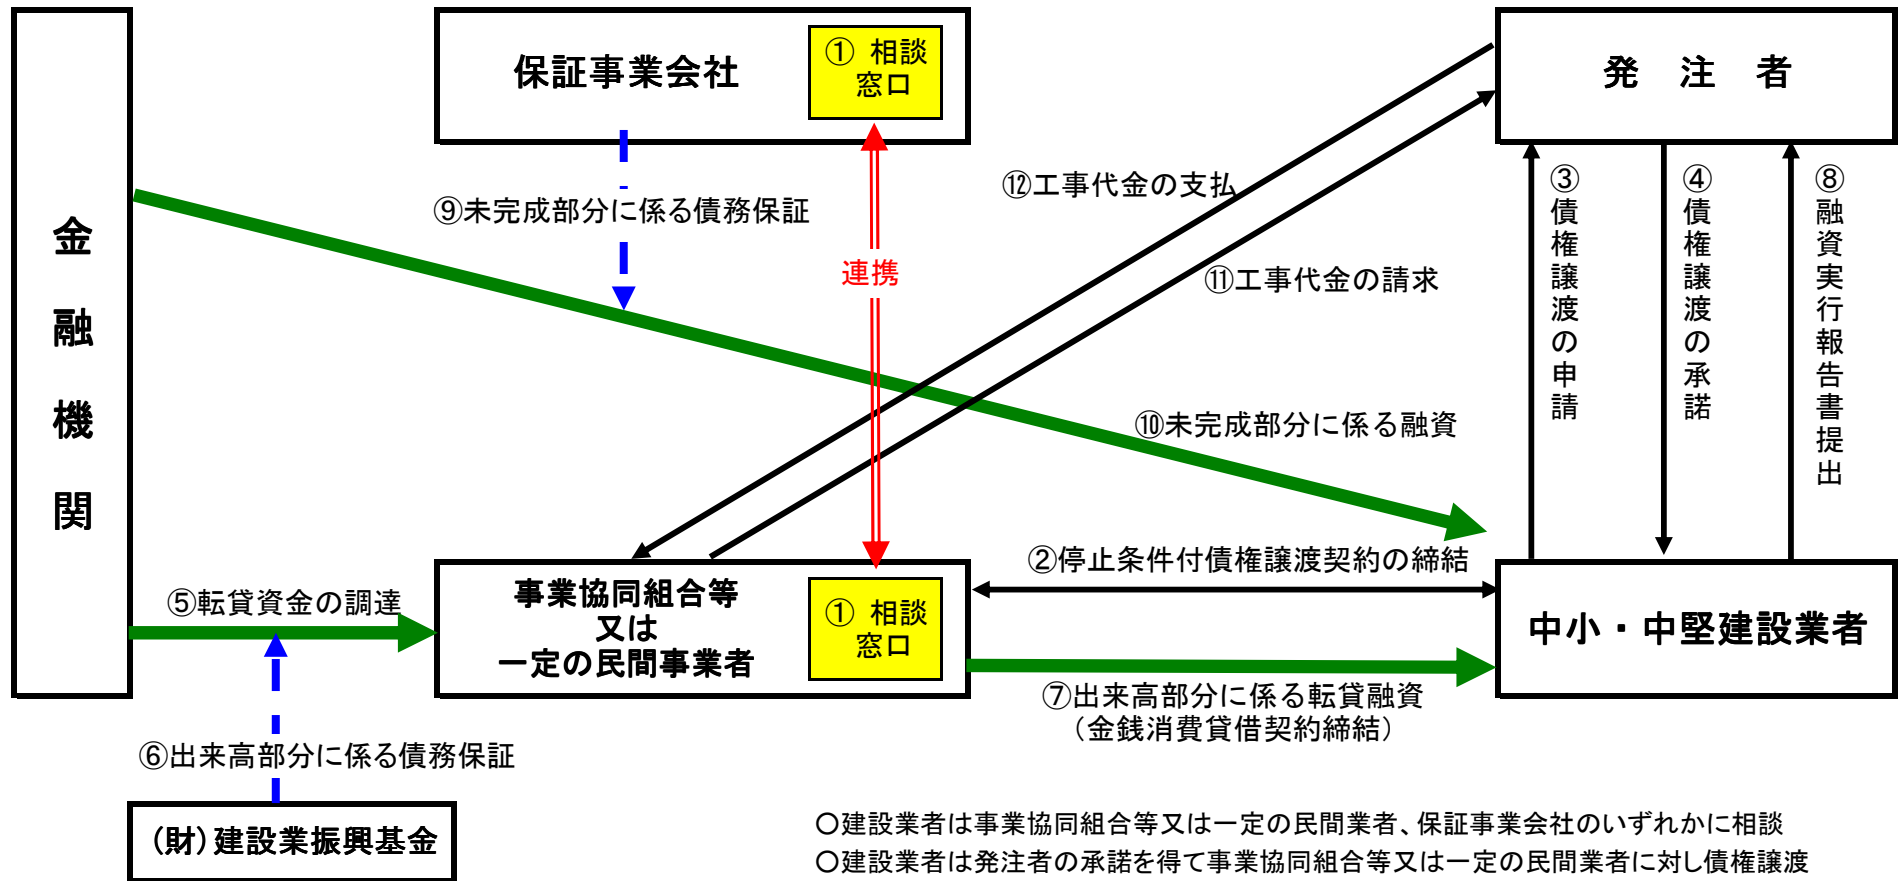 保証事業会社
① 相談
窓口
発 注 者
金融機関
⑨未完成部分に係る債務保証
連携
⑫工事代金の支払
⑪工事代金の請求
③債権譲渡の申請
④債権譲渡の承諾
⑧融資実行報告書提出
⑩未完成部分に係る融資
②停止条件付債権譲渡契約の締結
⑤転貸資金の調達
事業協同組合等
又は
一定の民間事業者
① 相談
窓口
中小・中堅建設業者
⑦出来高部分に係る転貸融資
（金銭消費貸借契約締結）
⑥出来高部分に係る債務保証
(財)建設業振興基金
○建設業者は事業協同組合等又は一定の民間業者、保証事業会社のいずれかに相談
○建設業者は発注者の承諾を得て事業協同組合等又は一定の民間業者に対し債権譲渡